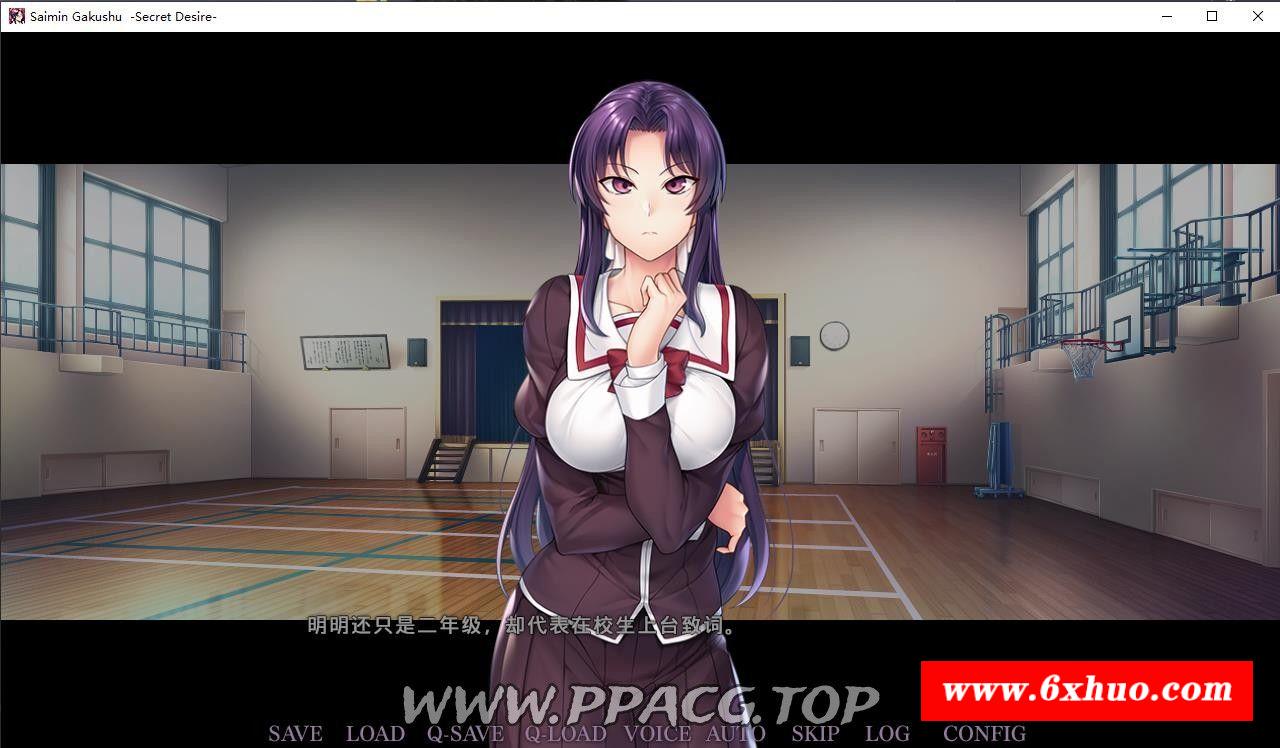 Saimin Gakushu -Secret Desire-
明明还只是二年级，却代表在校生上台致词。
www.6xhuo.com
WWW.PPACG.TOP
SAVE LOAD Q-SAVE Q-LOAD VOICE AUTO SKIP LOG CONFIG